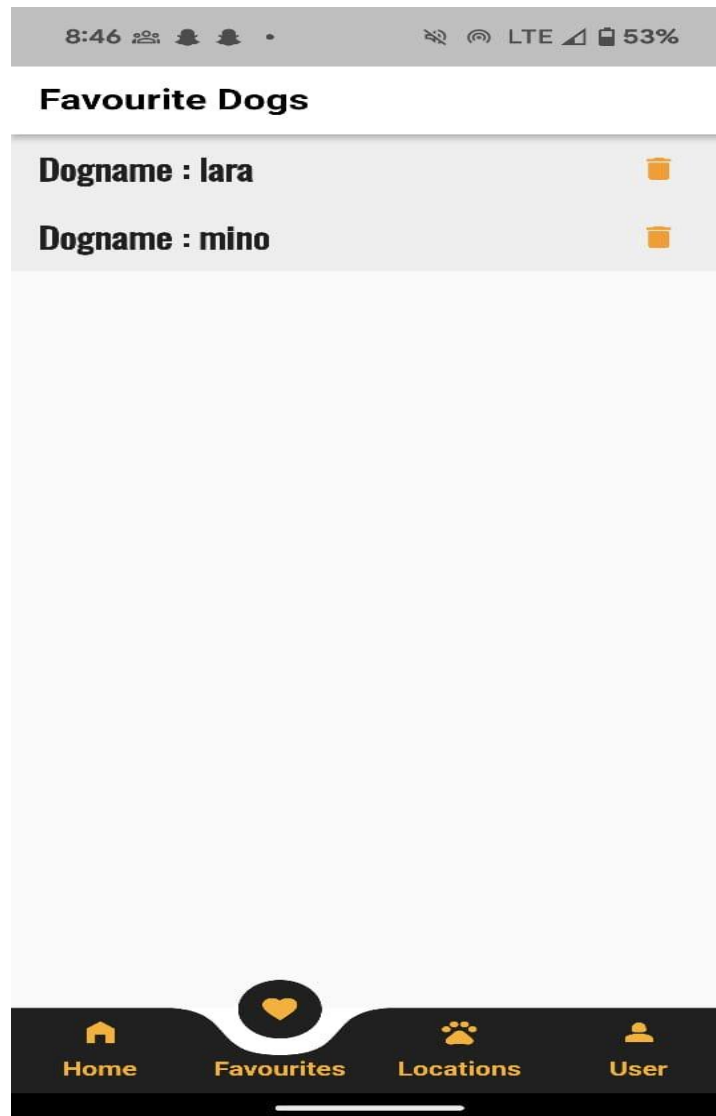 8:46 LTE 53%
Favourite Dogs
Dogname : lara
Dogname : mino
Home Favourites Locations User